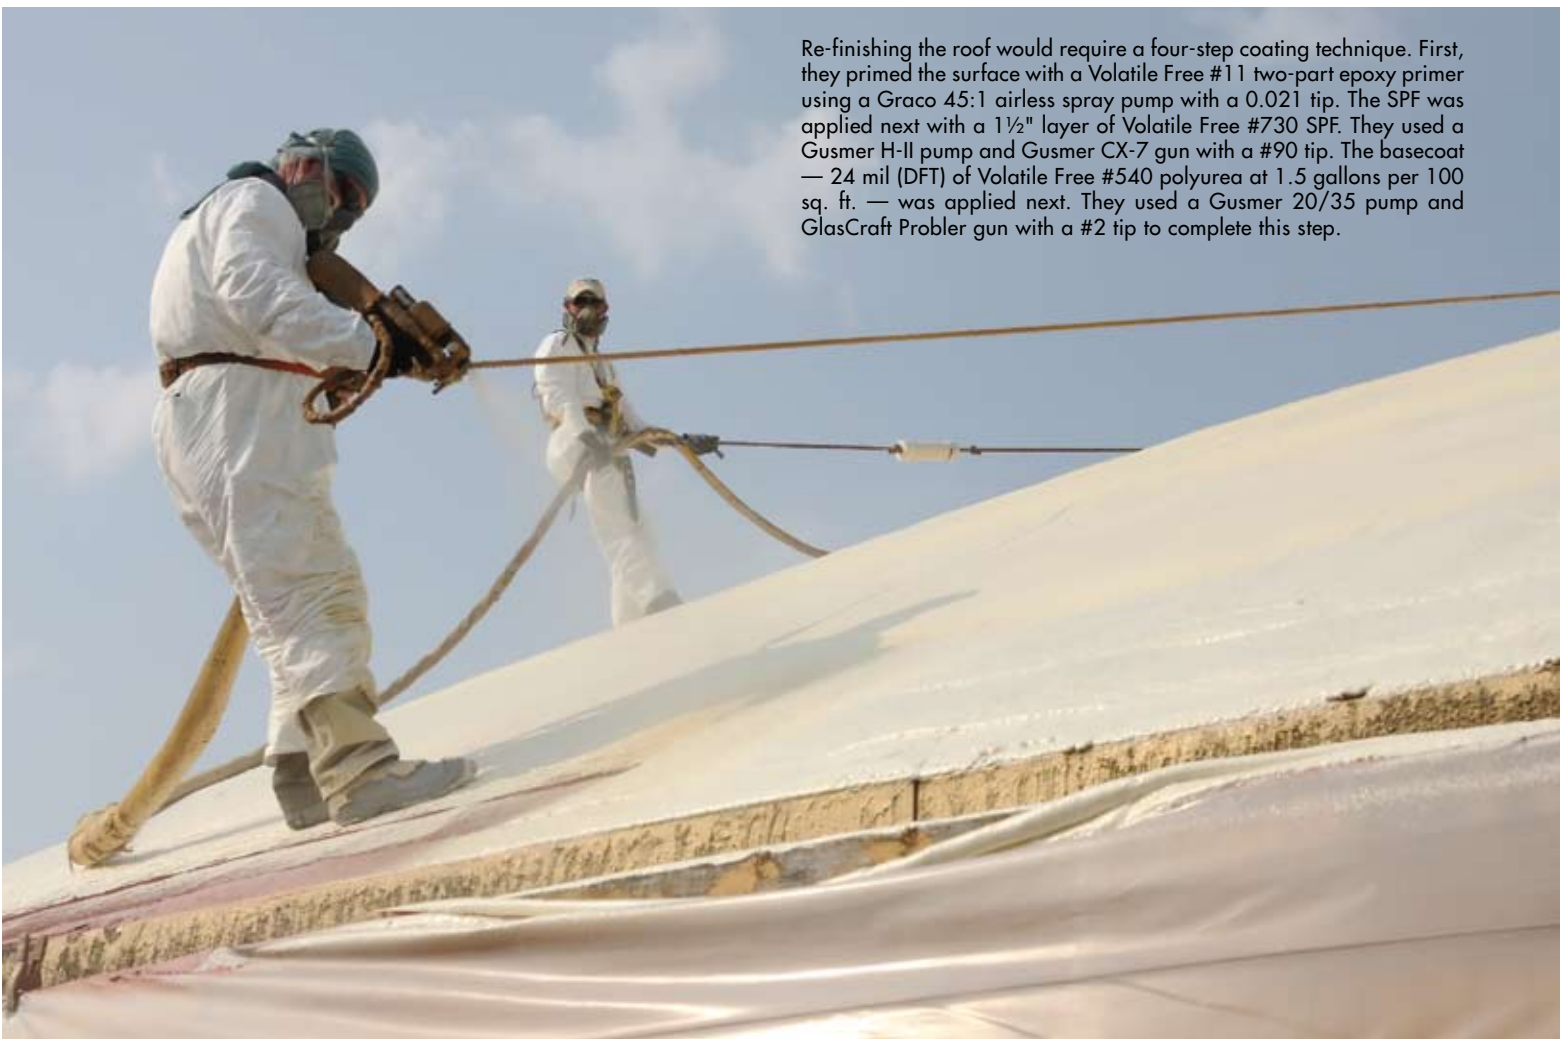 Re-finishing the roof would require a four-step coating technique. First,
they primed the surface with a Volatile Free #11 two-part epoxy primer
using a Graco 45:1 airless spray pump with a 0.021 tip. The SPF was
applied next with a 1½" layer of Volatile Free #730 SPF. They used a
Gusmer H-II pump and Gusmer CX-7 gun with a #90 tip. The basecoat
— 24 mil (DFT) of Volatile Free #540 polyurea at 1.5 gallons per 100
sq. ft. — was applied next. They used a Gusmer 20/35 pump and
GlasCraft Probler gun with a #2 tip to complete this step.